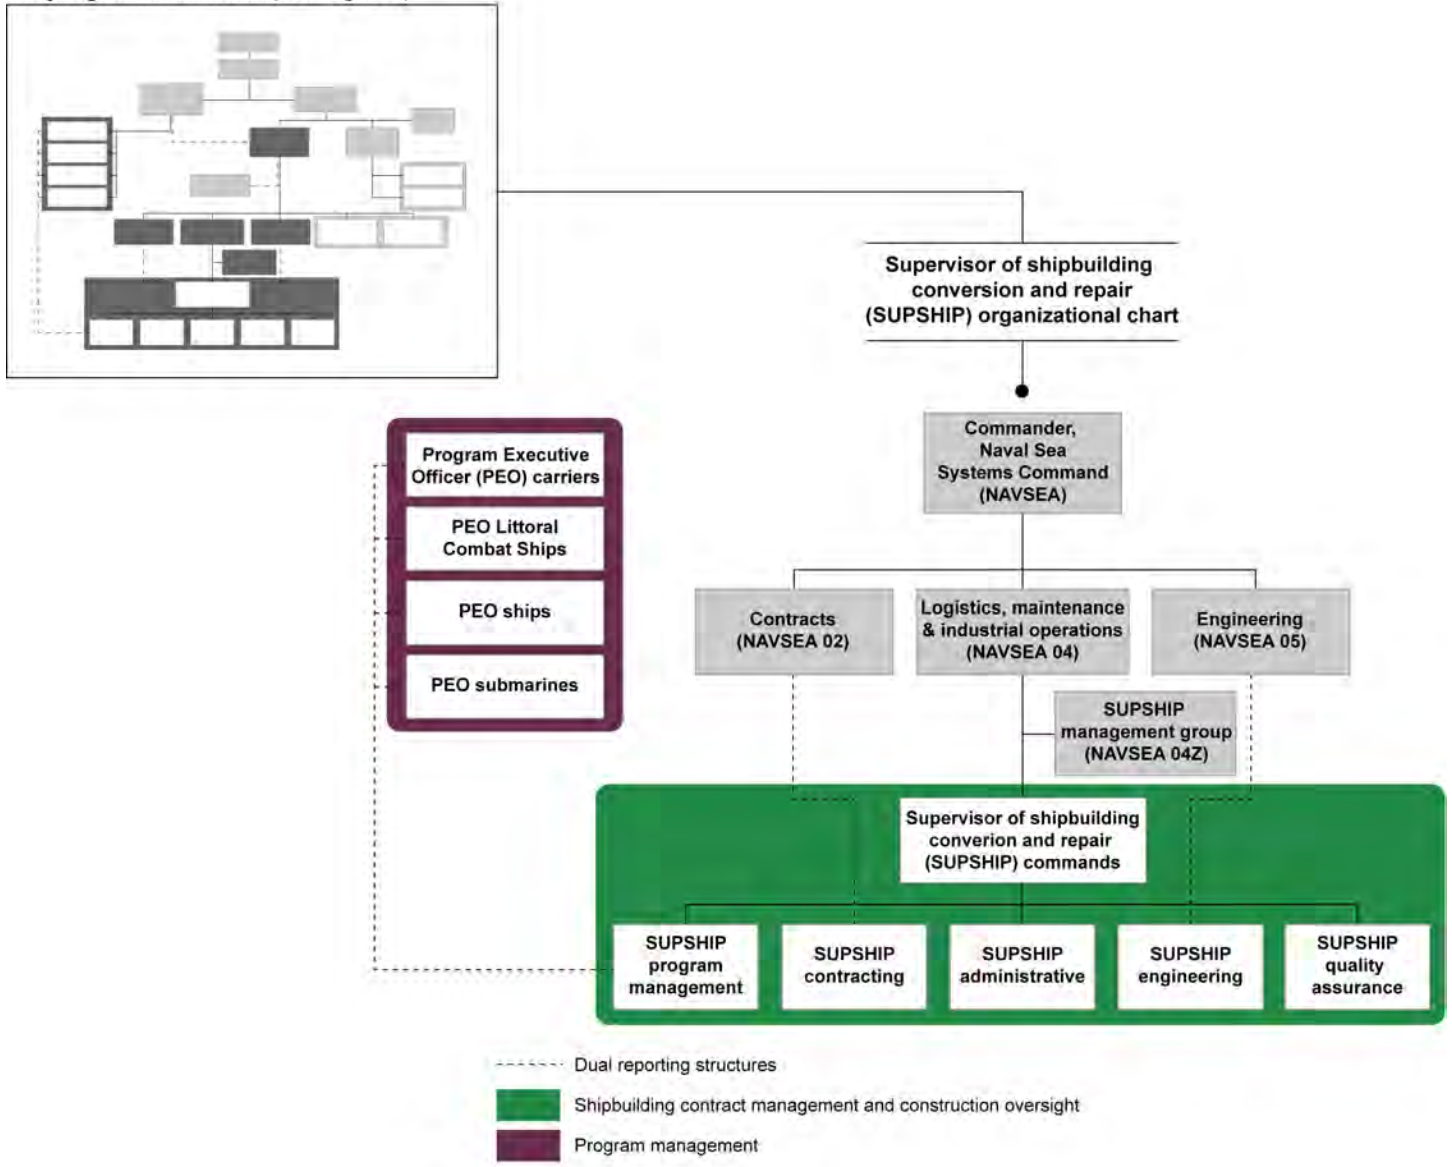 Supervisor of shipbuilding
conversion and repair
(SUPSHIP) organizational chart
Commander,
Naval Sea
Systems Command
(NAVSEA)
Program Executive
Officer (PEO) carriers
PEO Littoral
Combat Ships
PEO ships
PEO submarines
Contracts
(NAVSEA 02)
Logistics, maintenance
& industrial operations
(NAVSEA 04)
Engineering
(NAVSEA 05)
SUPSHIP
management group
(NAVSEA 04Z)
Supervisor of shipbuilding
converion and repair
(SUPSHIP) commands
SUPSHIP
program
management
SUPSHIP
contracting
SUPSHIP
administrative
SUPSHIP
engineering
SUPSHIP
quality
assurance
Dual reporting structures
Shipbuilding contract management and construction oversight
Program management